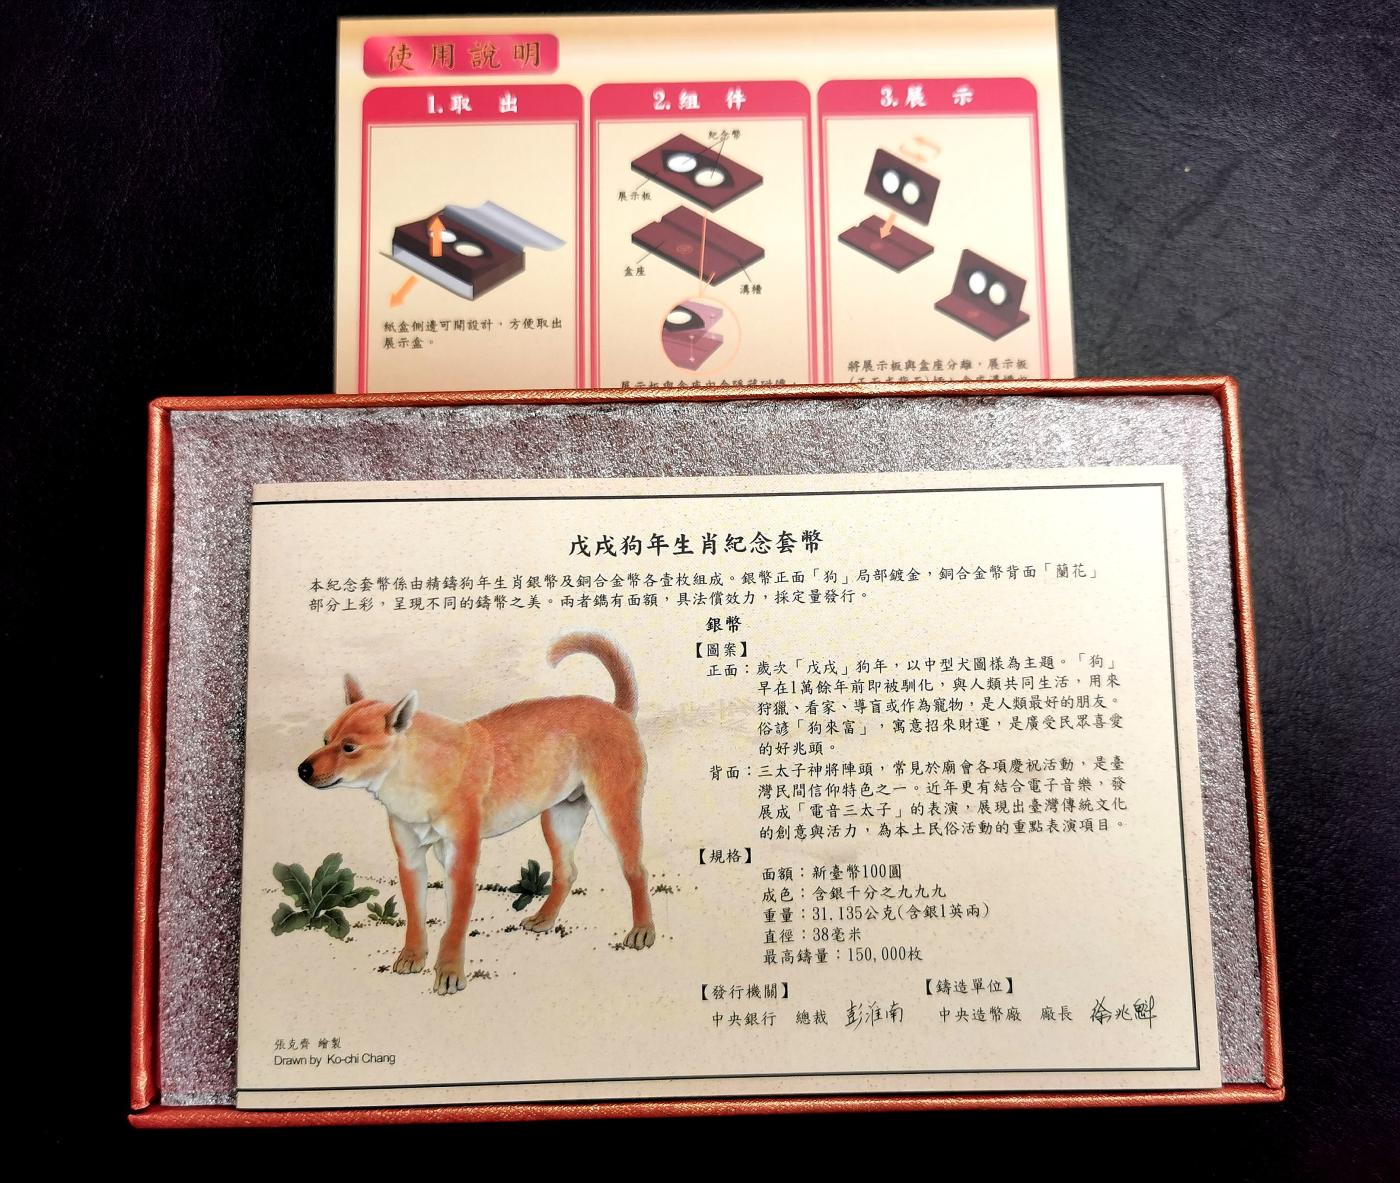 使用說明
1.取出
紙盒側邊可開設計,方便取出
展示盒。
2.組件
紀念幣
展示板
盒座
溝槽
3.展示
將展示板與盒座分離,展示板
戊戌狗年生肖紀念套幣
本紀念套幣係由精鑄狗年生肖銀幣及銅合金幣各壹枚組成。銀幣正面「狗」局部鍍金,銅合金幣背面「蘭花」
部分上彩,呈現不同的鑄幣之美。兩者鐫有面額,具法償效力,採定量發行。
銀幣
【圖案】
正面:歲次「戊戌」狗年,以中型犬圖樣為主題。「狗」
早在1萬餘年前即被馴化,與人類共同生活,用來
狩獵、看家、導盲或作為寵物,是人類最好的朋友。
俗諺「狗來富」,寓意招來財運,是廣受民眾喜愛
的好兆頭。
背面:三太子神將陣頭,常見於廟會各項慶祝活動,是臺
灣民間信仰特色之一。近年更有結合電子音樂,發
展成「電音三太子」的表演,展現出臺灣傳統文化
的創意與活力,為本土民俗活動的重點表演項目。
【規格】
面額:新臺幣100圓
成色:含銀千分之九九九
重量:31.135公克(含銀1英兩)
直徑:38毫米
最高鑄量:150,000枚
【發行機關】 【鑄造單位】
中央銀行 總裁 彭淮南 中央造幣廠 廠長 徐兆
張克齊 繪製
Drawn by Ko-chi Chang